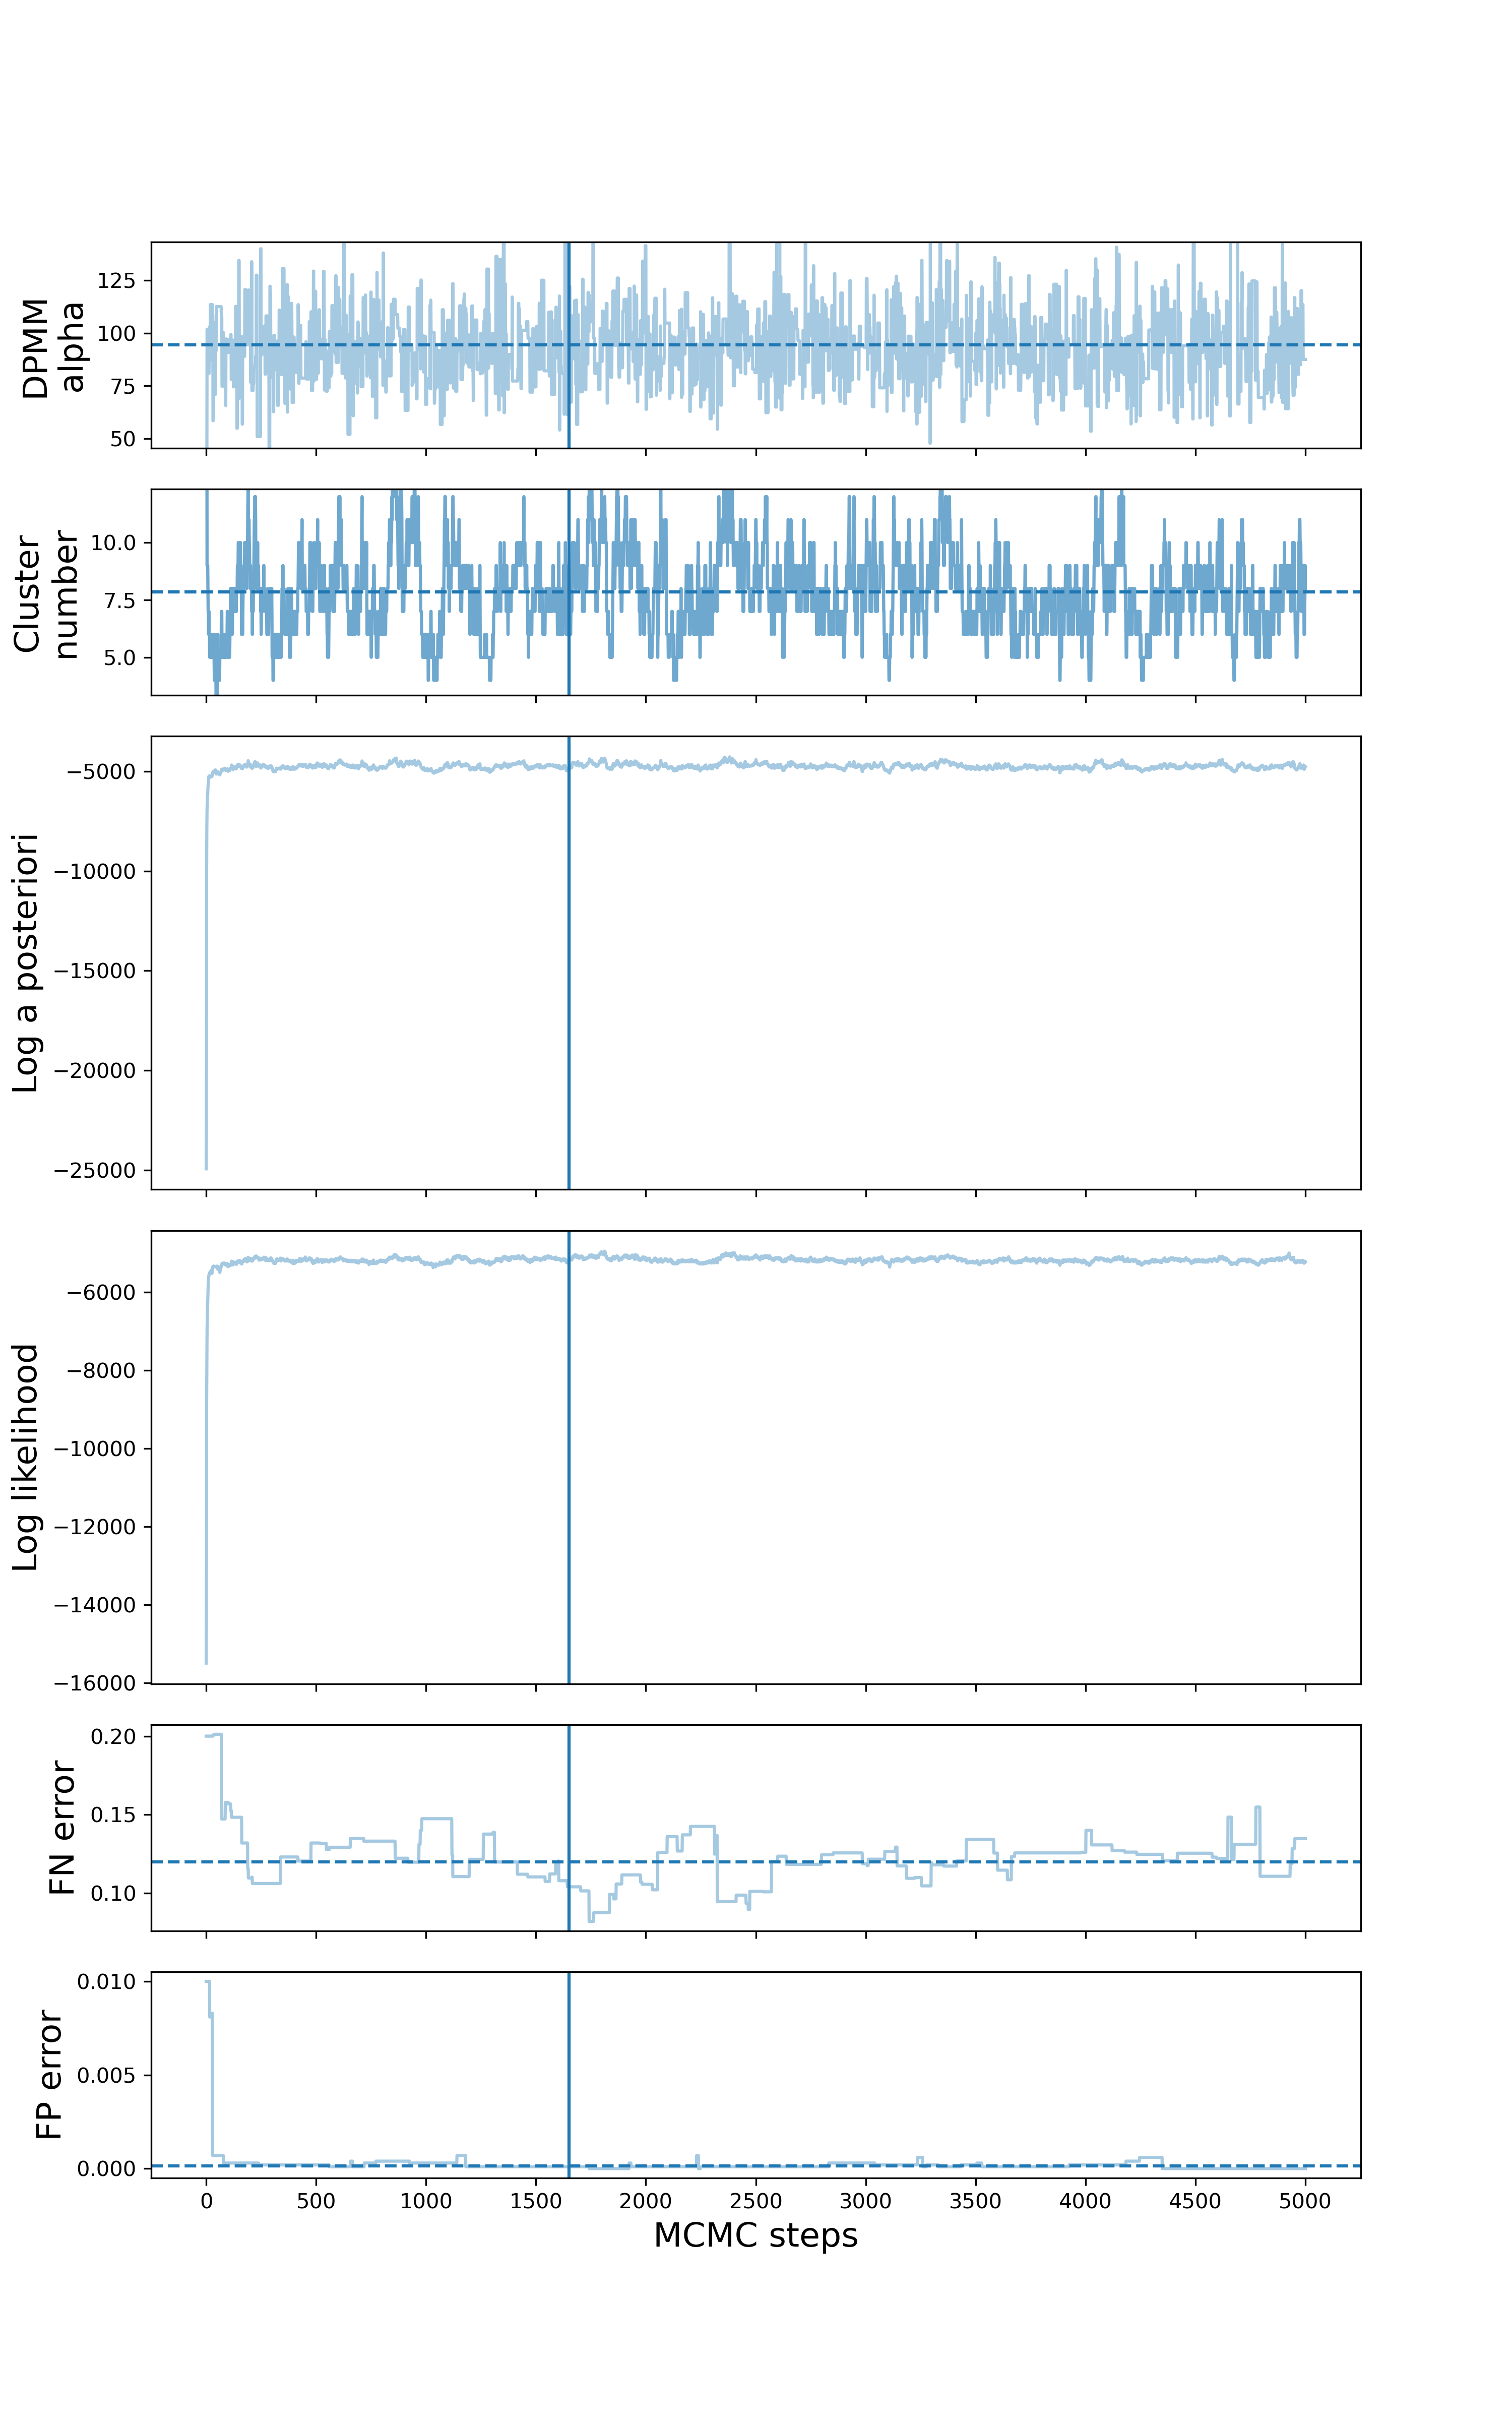 DPMM
alpha
125
100
75
50
Cluster
number
10.0
7.5
5.0
Log a posteriori
−5000
−10000
−15000
−20000
−25000
Log likelihood
−6000
−8000
−10000
−12000
−14000
−16000
FN error
0.20
0.15
0.10
FP error
0.010
0.005
0.000
0 500 1000 1500 2000 2500 3000 3500 4000 4500 5000
MCMC steps